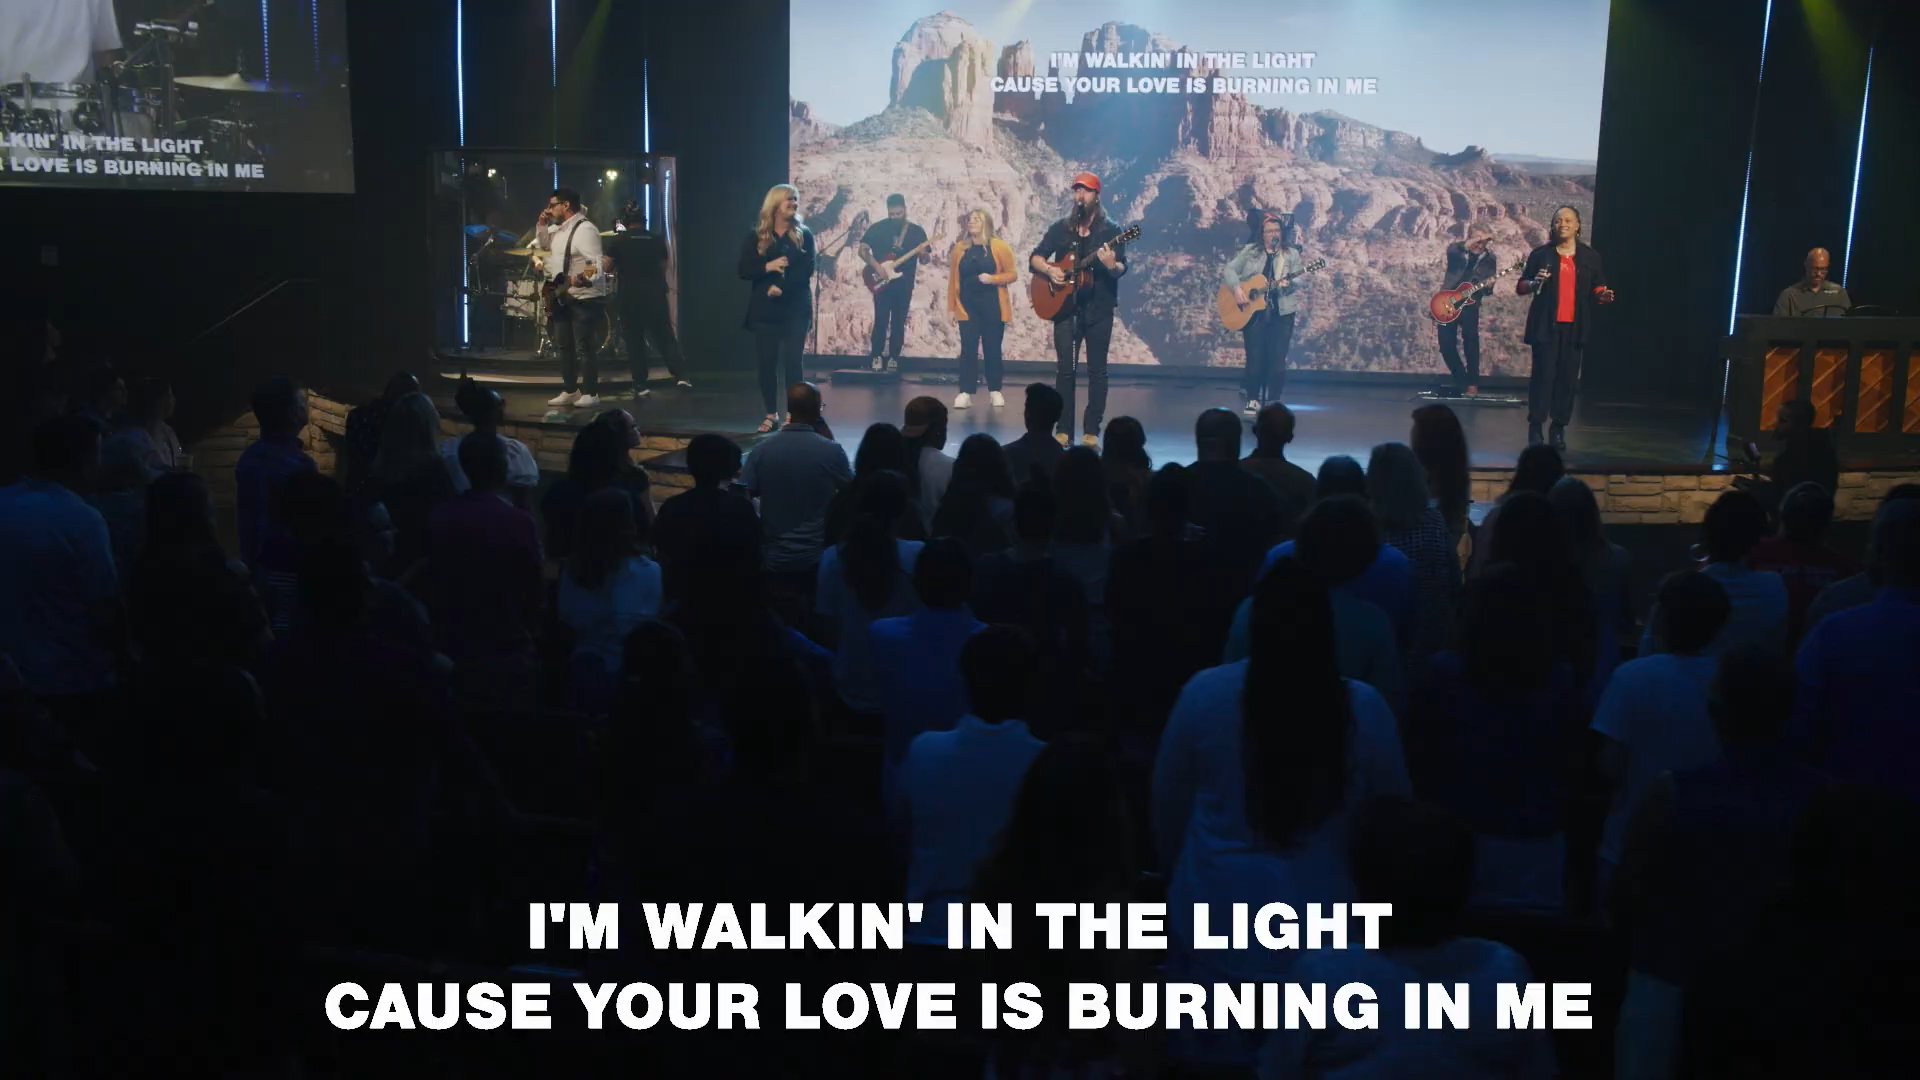 I'M WALKIN' IN THE LIGHT
CAUSE YOUR LOVE IS BURNING IN ME
LKIN' IN THE LIGHT
LOVE IS BURNING IN ME
I'M WALKIN' IN THE LIGHT
CAUSE YOUR LOVE IS BURNING IN ME